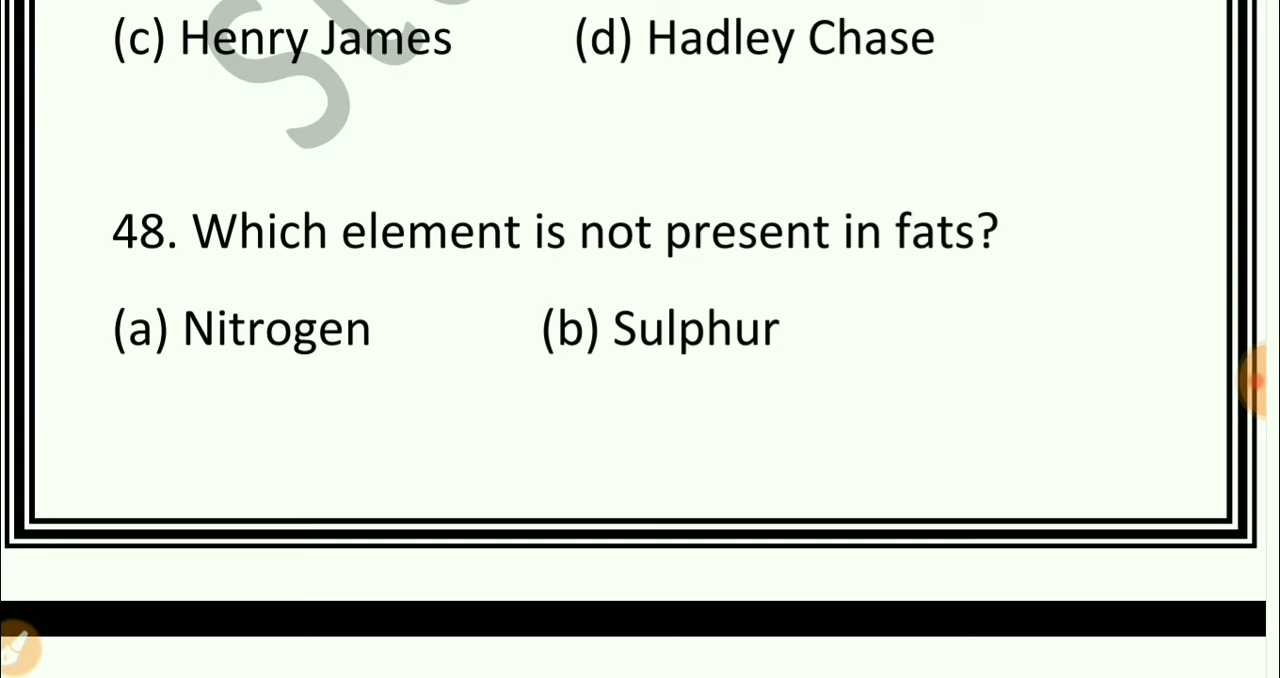 (c) Henry James (d) Hadley Chase
48. Which element is not present in fats?
(a) Nitrogen (b) Sulphur